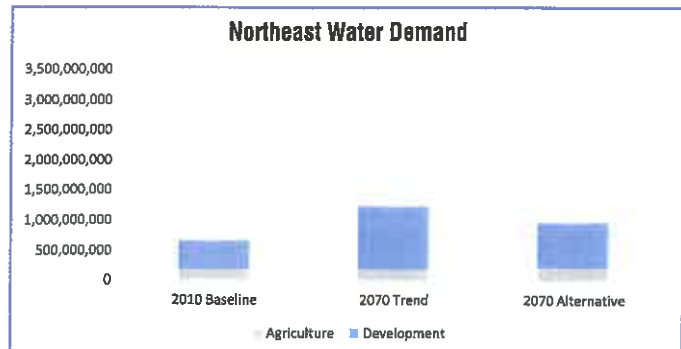 Northeast Water Demand
3,500,000,000
3,000,000,000
2,500,000,000
2,000,000,000
1,500,000,000
1,000,000,000
500,000,000
0
2010 Baseline 2070 Trend 2070 Alternative
Agriculture Development